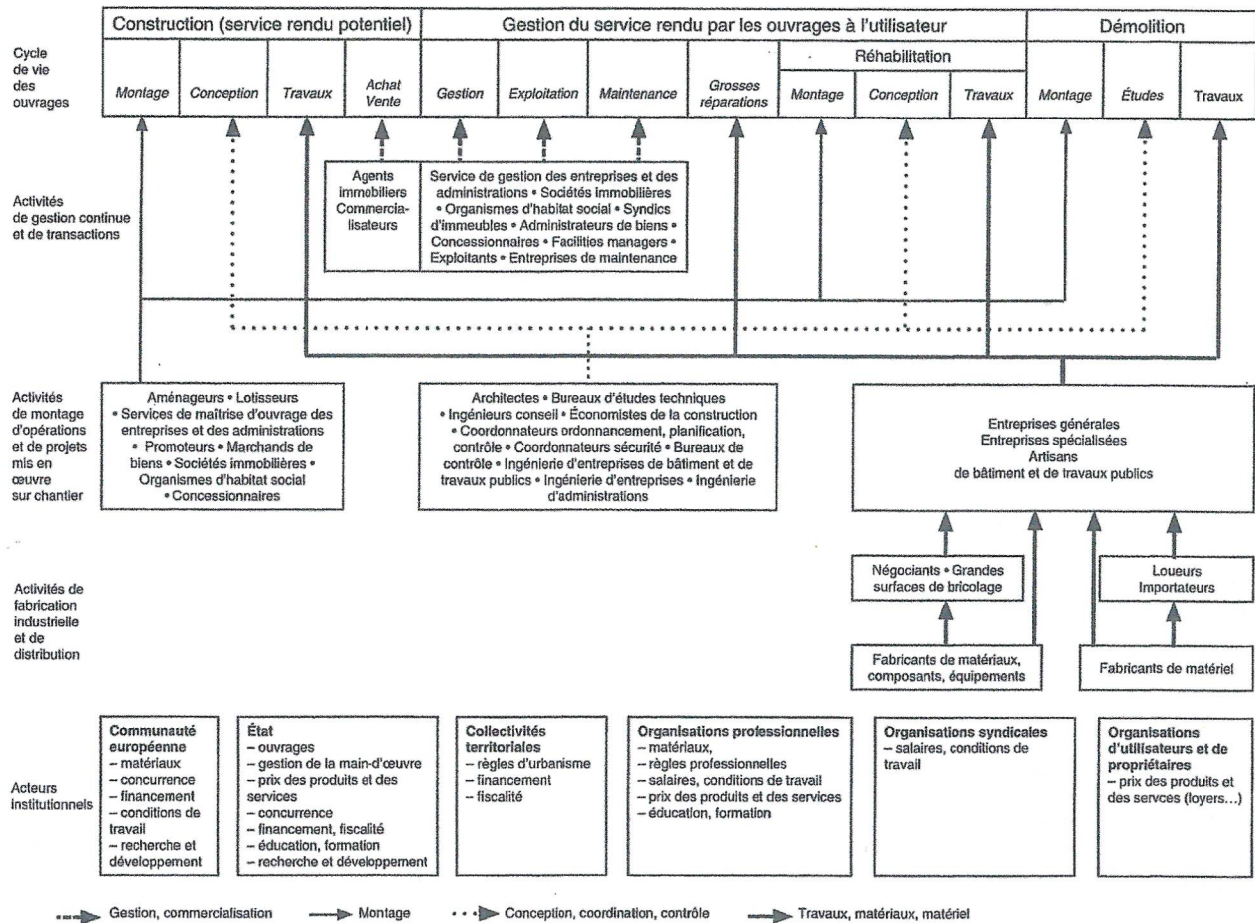 Construction (service rendu potentiel)
Gestion du service rendu par les ouvrages à l'utilisateur
Démolition
Cycle
de vie
des
ouvrages
Réhabilitation
Montage
Conception
Travaux
Achat
Vente
Gestion
Exploitation
Maintenance
Grosses
réparations
Montage
Conception
Travaux
Montage
Études
Travaux
Activités
de gestion continue
et de transactions
Agents
immobiliers
Commercia-
lisateurs
Service de gestion des entreprises et des
administrations • Sociétés immobilières
• Organismes d'habitat social • Syndics
d'immeubles • Administrateurs de biens •
Concessionnaires • Facilities managers •
Exploitants • Entreprises de maintenance
Activités
de montage
d'opérations
et de projets
mis en
œuvre
sur chantier
Aménageurs • Lotisseurs
• Services de maîtrise d'ouvrage des
entreprises et des administrations
• Promoteurs • Marchands de
biens • Sociétés immobilières •
Organismes d'habitat social
• Concessionnaires
Architectes • Bureaux d'études techniques
• Ingénieurs conseil • Économistes de la construction
• Coordonnateurs ordonnancement, planification,
contrôle • Coordonnateurs sécurité • Bureaux de
contrôle • Ingénierie d'entreprises de bâtiment et de
travaux publics • Ingénierie d'entreprises • Ingénierie
d'administrations
Entreprises générales
Entreprises spécialisées
Artisans
de bâtiment et de travaux publics
Activités de
fabrication
industrielle
et de
distribution
Négociants • Grandes
surfaces de bricolage
Loueurs
Importateurs
Fabricants de matériaux,
composants, équipements
Fabricants de matériel
Acteurs
institutionnels
Communauté
européenne
– matériaux
– concurrence
– financement
– conditions de
travail
– recherche et
développement
État
– ouvrages
– gestion de la main-d'œuvre
– prix des produits et des
services
– concurrence
– financement, fiscalité
– éducation, formation
– recherche et développement
Collectivités
territoriales
– règles d'urbanisme
– financement
– fiscalité
Organisations professionnelles
– matériaux,
– règles professionnelles
– salaires, conditions de travail
– prix des produits et des services
– éducation, formation
Organisations syndicales
– salaires, conditions de
travail
Organisations
d'utilisateurs et de
propriétaires
– prix des produits et
des servces (loyers...)
Gestion, commercialisation
Montage
Conception, coordination, contrôle
Travaux, matériaux, matériel